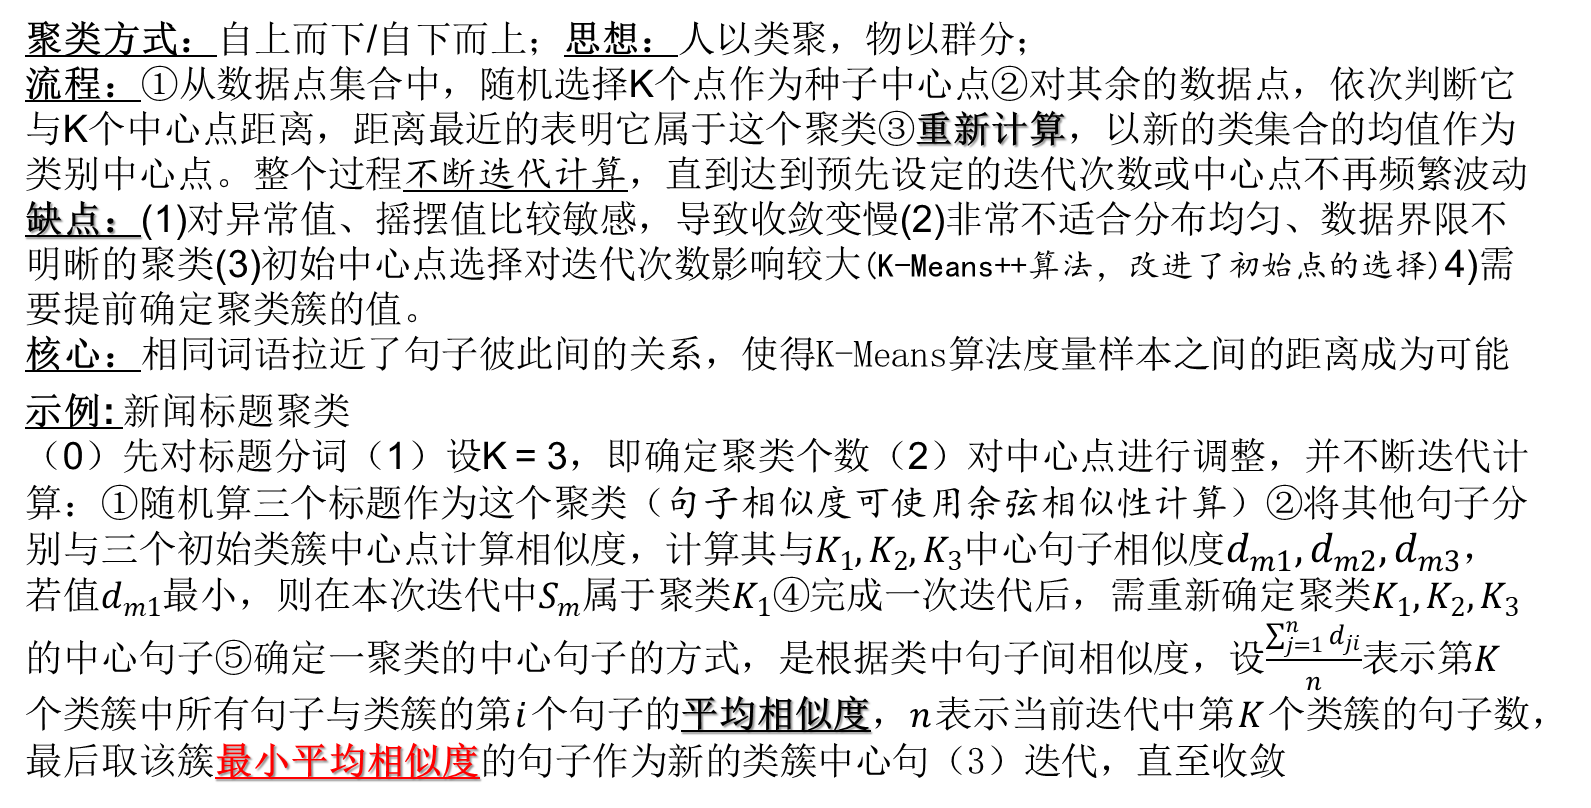 聚类方式：自上而下/自下而上；思想：人以类聚，物以群分；
流程：①从数据点集合中，随机选择K个点作为种子中心点②对其余的数据点，依次判断它
与K个中心点距离，距离最近的表明它属于这个聚类③重新计算，以新的类集合的均值作为
类别中心点。整个过程不断迭代计算，直到达到预先设定的迭代次数或中心点不再频繁波动
缺点：(1)对异常值、摇摆值比较敏感，导致收敛变慢(2)非常不适合分布均匀、数据界限不
明晰的聚类(3)初始中心点选择对迭代次数影响较大(K-Means++算法，改进了初始点的选择)4)需
要提前确定聚类簇的值。
核心：相同词语拉近了句子彼此间的关系，使得K-Means算法度量样本之间的距离成为可能
示例:新闻标题聚类
（0）先对标题分词（1）设K = 3，即确定聚类个数（2）对中心点进行调整，并不断迭代计
算：①随机算三个标题作为这个聚类（句子相似度可使用余弦相似性计算）②将其他句子分
别与三个初始类簇中心点计算相似度，计算其与K₁,K₂,K₃中心句子相似度dₘ₁,dₘ₂,dₘ₃，
若值dₘ₁最小，则在本次迭代中Sₘ属于聚类K₁④完成一次迭代后，需重新确定聚类K₁,K₂,K₃
的中心句子⑤确定一聚类的中心句子的方式，是根据类中句子间相似度，设\frac{\sum_{j=1}^{n} d_{ji}}{n}表示第K
个类簇中所有句子与类簇的第i个句子的平均相似度，n表示当前迭代中第K个类簇的句子数，
最后取该簇最小平均相似度的句子作为新的类簇中心句（3）迭代，直至收敛